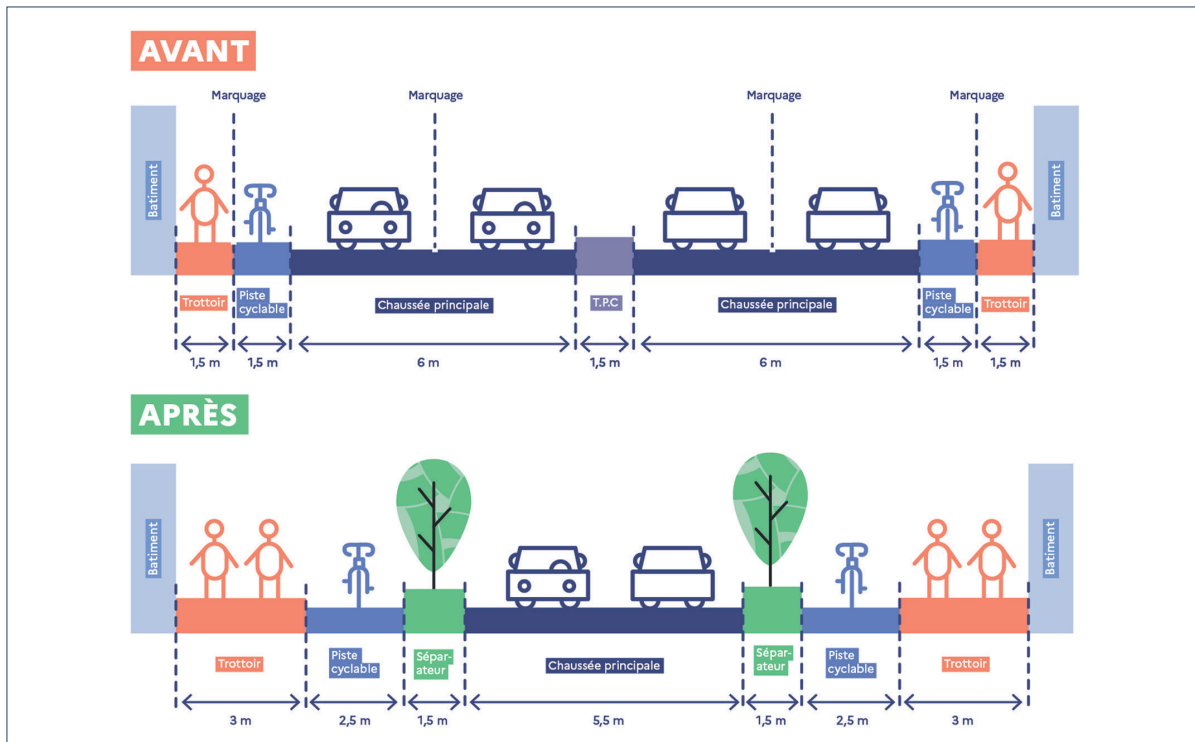 AVANT
Marquage
Marquage
Marquage
Marquage
Batiment
Batiment
Trottoir
Piste
cyclable
Chaussée principale
T.P.C
Chaussée principale
Piste
cyclable
Trottoir
1,5 m
1,5 m
6 m
1,5 m
6 m
1,5 m
1,5 m
APRÈS
Batiment
Batiment
Trottoir
Piste
cyclable
Sépar-
ateur
Chaussée principale
Sépar-
ateur
Piste
cyclable
Trottoir
3 m
2,5 m
1,5 m
5,5 m
1,5 m
2,5 m
3 m